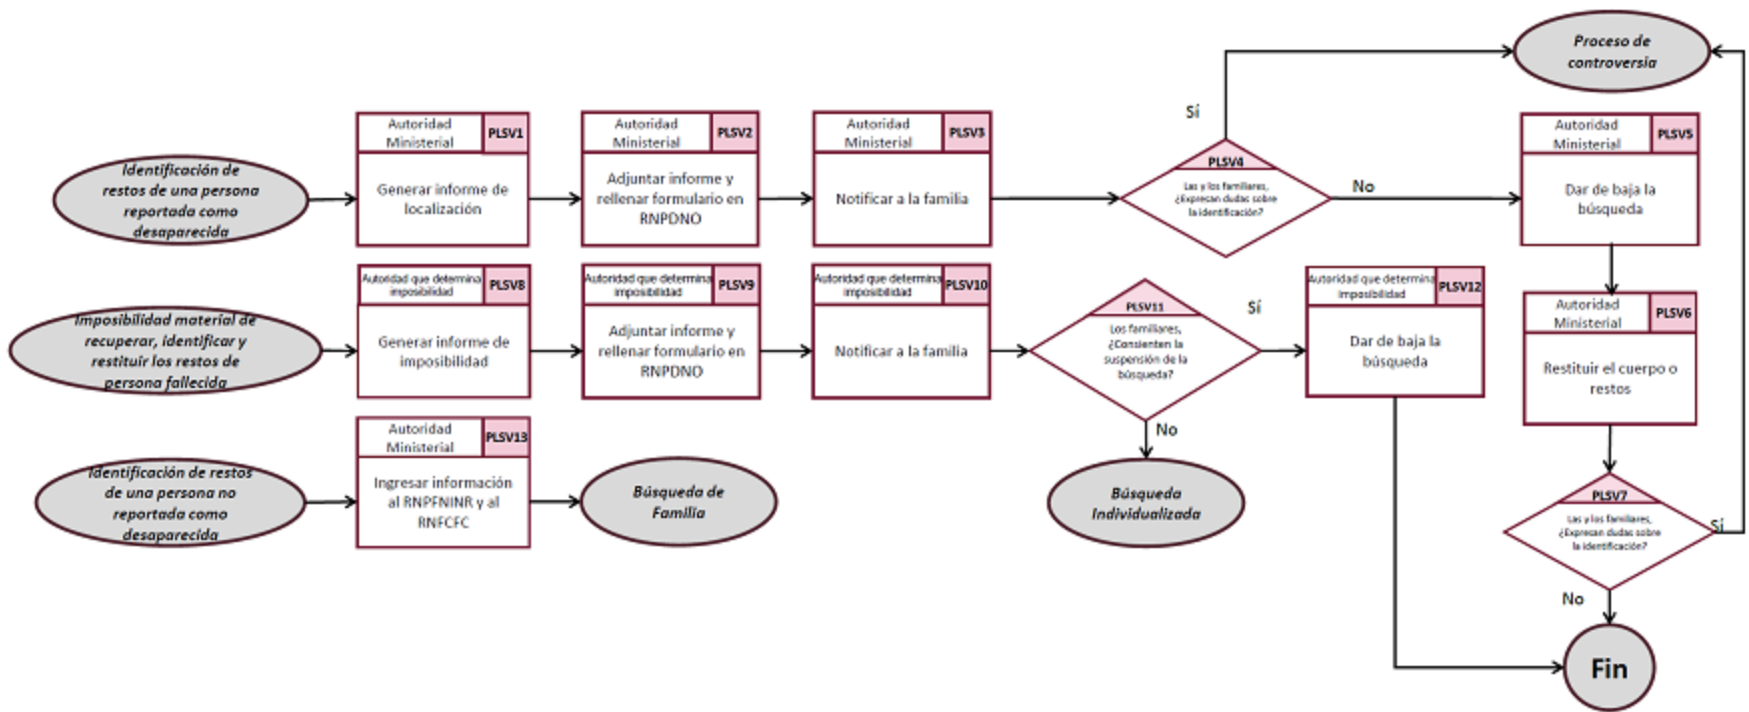 Proceso de
controversia
Sí
Identificación de
restos de una persona
reportada como
desaparecida
Autoridad
Ministerial
PLSV1
Generar informe de
localización
Autoridad
Ministerial
PLSV2
Adjuntar informe y
rellenar formulario en
RNPDNO
Autoridad
Ministerial
PLSV3
Notificar a la familia
PLSV4
Las y los familiares,
¿Expresan dudas sobre
la identificación?
No
Autoridad
Ministerial
PLSV5
Dar de baja la
búsqueda
Imposibilidad material de
recuperar, identificar y
restituir los restos de
persona fallecida
Autoridad que determina
imposibilidad
PLSV8
Generar informe de
imposibilidad
Autoridad que determina
imposibilidad
PLSV9
Adjuntar informe y
rellenar formulario en
RNPDNO
Autoridad que determina
imposibilidad
PLSV10
Notificar a la familia
PLSV11
Los familiares,
¿Consienten la
suspensión de la
búsqueda?
Sí
No
Autoridad que determina
imposibilidad
PLSV12
Dar de baja la
búsqueda
Autoridad
Ministerial
PLSV6
Restituir el cuerpo o
restos
Identificación de restos
de una persona no
reportada como
desaparecida
Autoridad
Ministerial
PLSV13
Ingresar información
al RNPFNINR y al
RNFCFC
Búsqueda de
Familia
Búsqueda
Individualizada
PLSV7
Las y los familiares,
¿Expresan dudas sobre
la identificación?
Sí
No
Fin